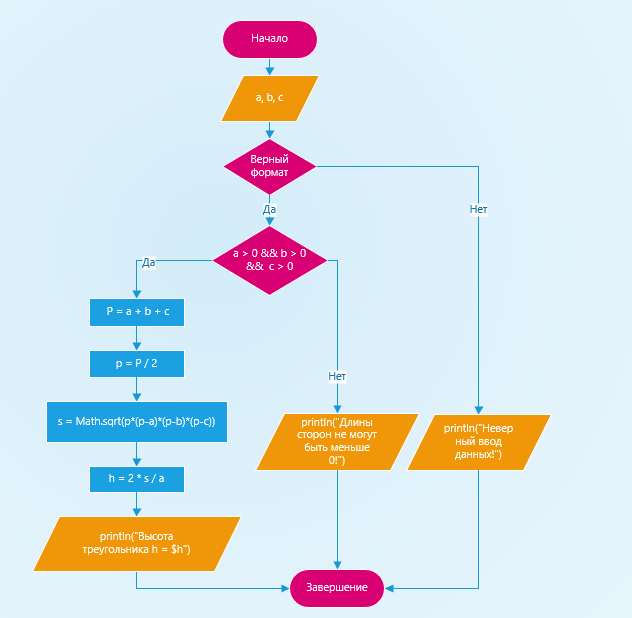 Начало
a, b, c
Верный
формат
Да
Нет
a > 0 && b > 0
&& c > 0
Да
P = a + b + c
p = P / 2
Нет
s = Math.sqrt(p*(p-a)*(p-b)*(p-c))
println("Длины
сторон не могут
быть меньше
0!")
println("Невер
ный ввод
данных!")
h = 2 * s / a
println("Высота
треугольника h = $h")
Завершение